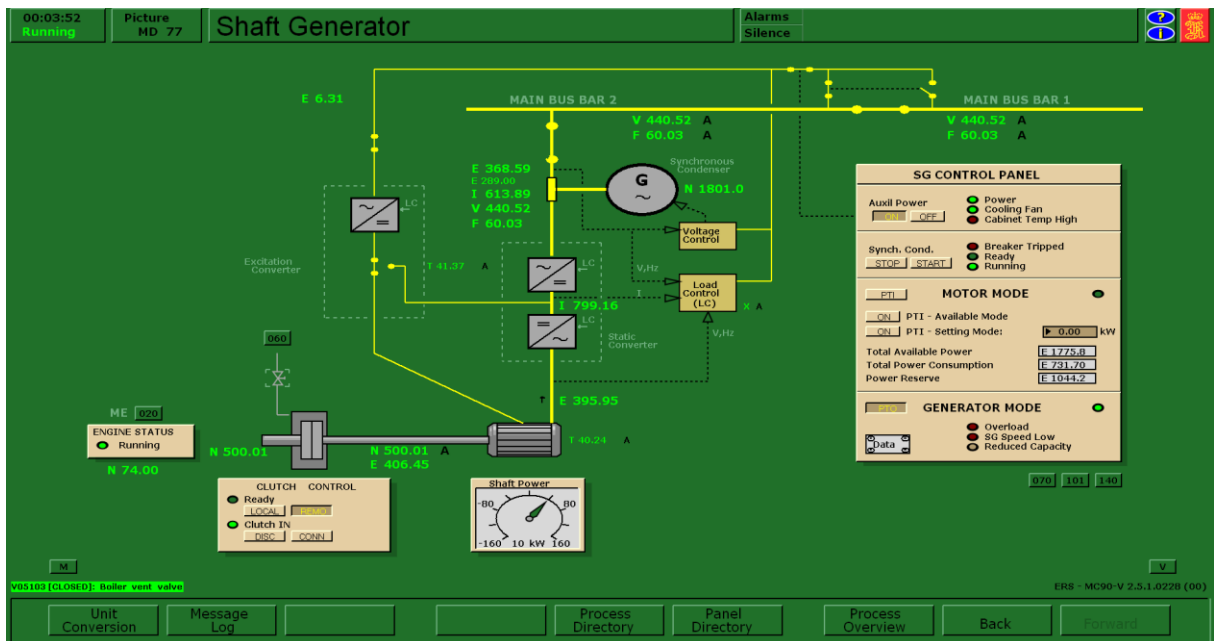 00:03:52
Running
Picture
MD 77
Shaft Generator
Alarms
Silence
?
i
E 6.31
MAIN BUS BAR 2
MAIN BUS BAR 1
V 440.52 A
F 60.03 A
V 440.52 A
F 60.03 A
E 368.59
E 289.00
I 613.89
V 440.52
F 60.03
Synchronous
Condenser
G
N 1801.0
LC
Voltage
Control
Excitation
Converter
T 41.37 A
V,Hz
LC
I
Load
Control
(LC)
X A
I 799.16
LC
Static
Converter
V,Hz
060
E 395.95
ME 020
ENGINE STATUS
Running
N 74.00
N 500.01
N 500.01 A
E 406.45
T 40.24 A
CLUTCH CONTROL
Ready
LOCAL REMO
Clutch IN
DISC CONN
Shaft Power
-80 80
-160 10 kW 160
SG CONTROL PANEL
Auxil Power
ON OFF
Power
Cooling Fan
Cabinet Temp High
Synch. Cond.
STOP START
Breaker Tripped
Ready
Running
PTI MOTOR MODE
ON PTI - Available Mode
ON PTI - Setting Mode: 0.00 kW
Total Available Power E 1775.8
Total Power Consumption E 731.70
Power Reserve E 1044.2
PTO GENERATOR MODE
Data
Overload
SG Speed Low
Reduced Capacity
070 101 140
M
V
V05103 [CLOSED]: Boiler vent valve
ERS - MC90-V 2.5.1.0228 (00)
Unit
Conversion
Message
Log
Process
Directory
Panel
Directory
Process
Overview
Back
Forward